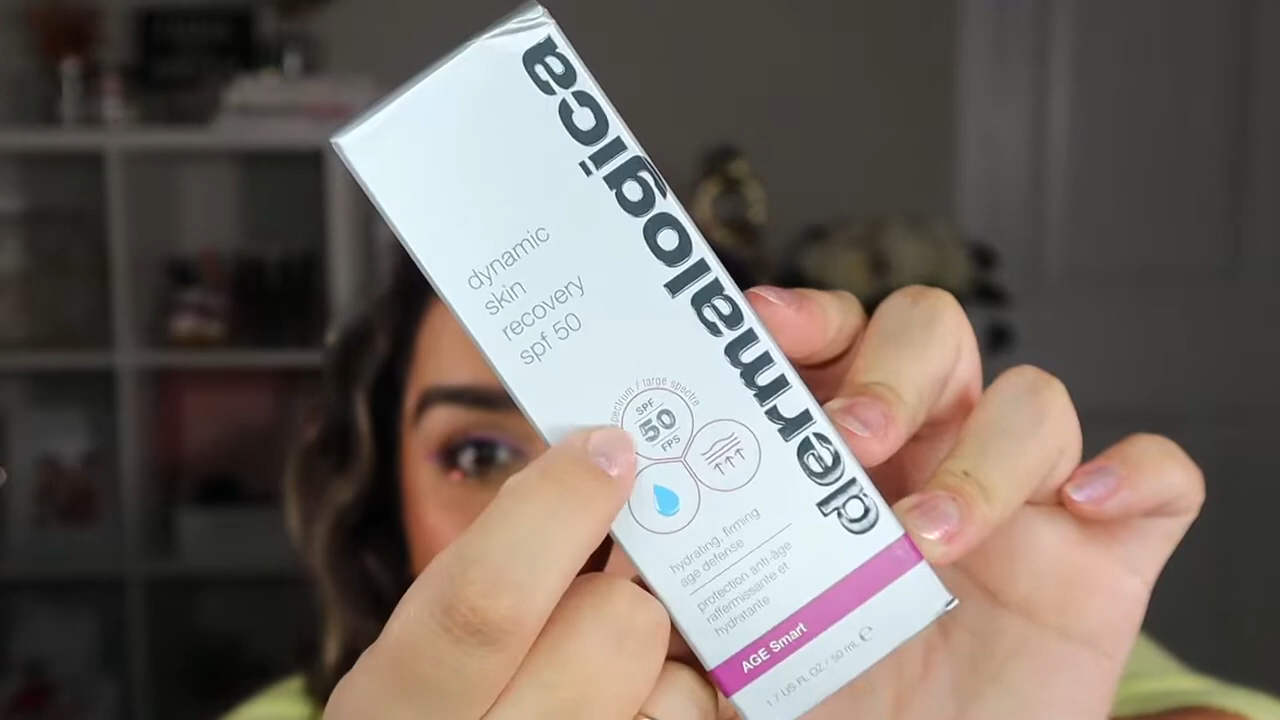 dermalogica
dynamic
skin
recovery
spf 50
spectrum / large spectre
SPF
50
FPS
hydrating, firming
age defense
protection anti-âge
raffermissante et
hydratante
AGE Smart
1.7 US FL OZ / 50 mL ℮